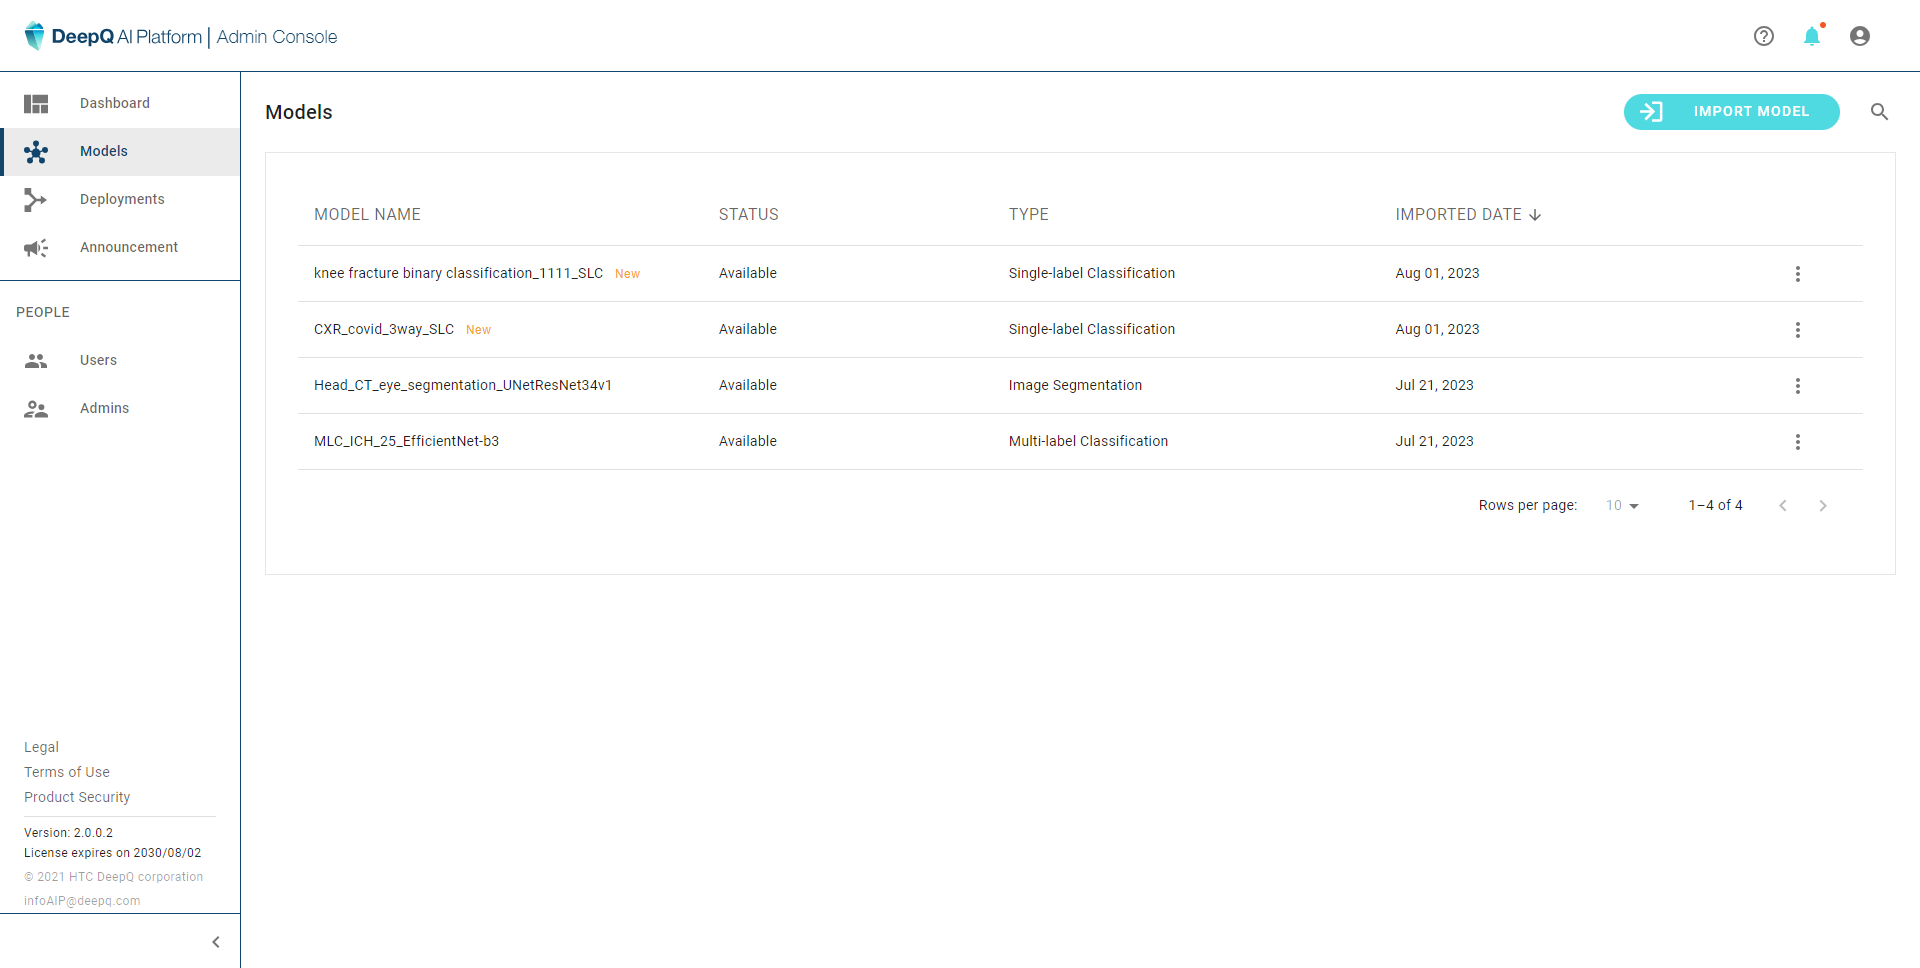 DeepQ AI Platform | Admin Console
Dashboard
Models
Deployments
Announcement
PEOPLE
Users
Admins
Legal
Terms of Use
Product Security
Version: 2.0.0.2
License expires on 2030/08/02
© 2021 HTC DeepQ corporation
infoAIP@deepq.com
Models
IMPORT MODEL
MODEL NAME STATUS TYPE IMPORTED DATE
knee fracture binary classification_1111_SLC New Available Single-label Classification Aug 01, 2023
CXR_covid_3way_SLC New Available Single-label Classification Aug 01, 2023
Head_CT_eye_segmentation_UNetResNet34v1 Available Image Segmentation Jul 21, 2023
MLC_ICH_25_EfficientNet-b3 Available Multi-label Classification Jul 21, 2023
Rows per page: 10 1–4 of 4